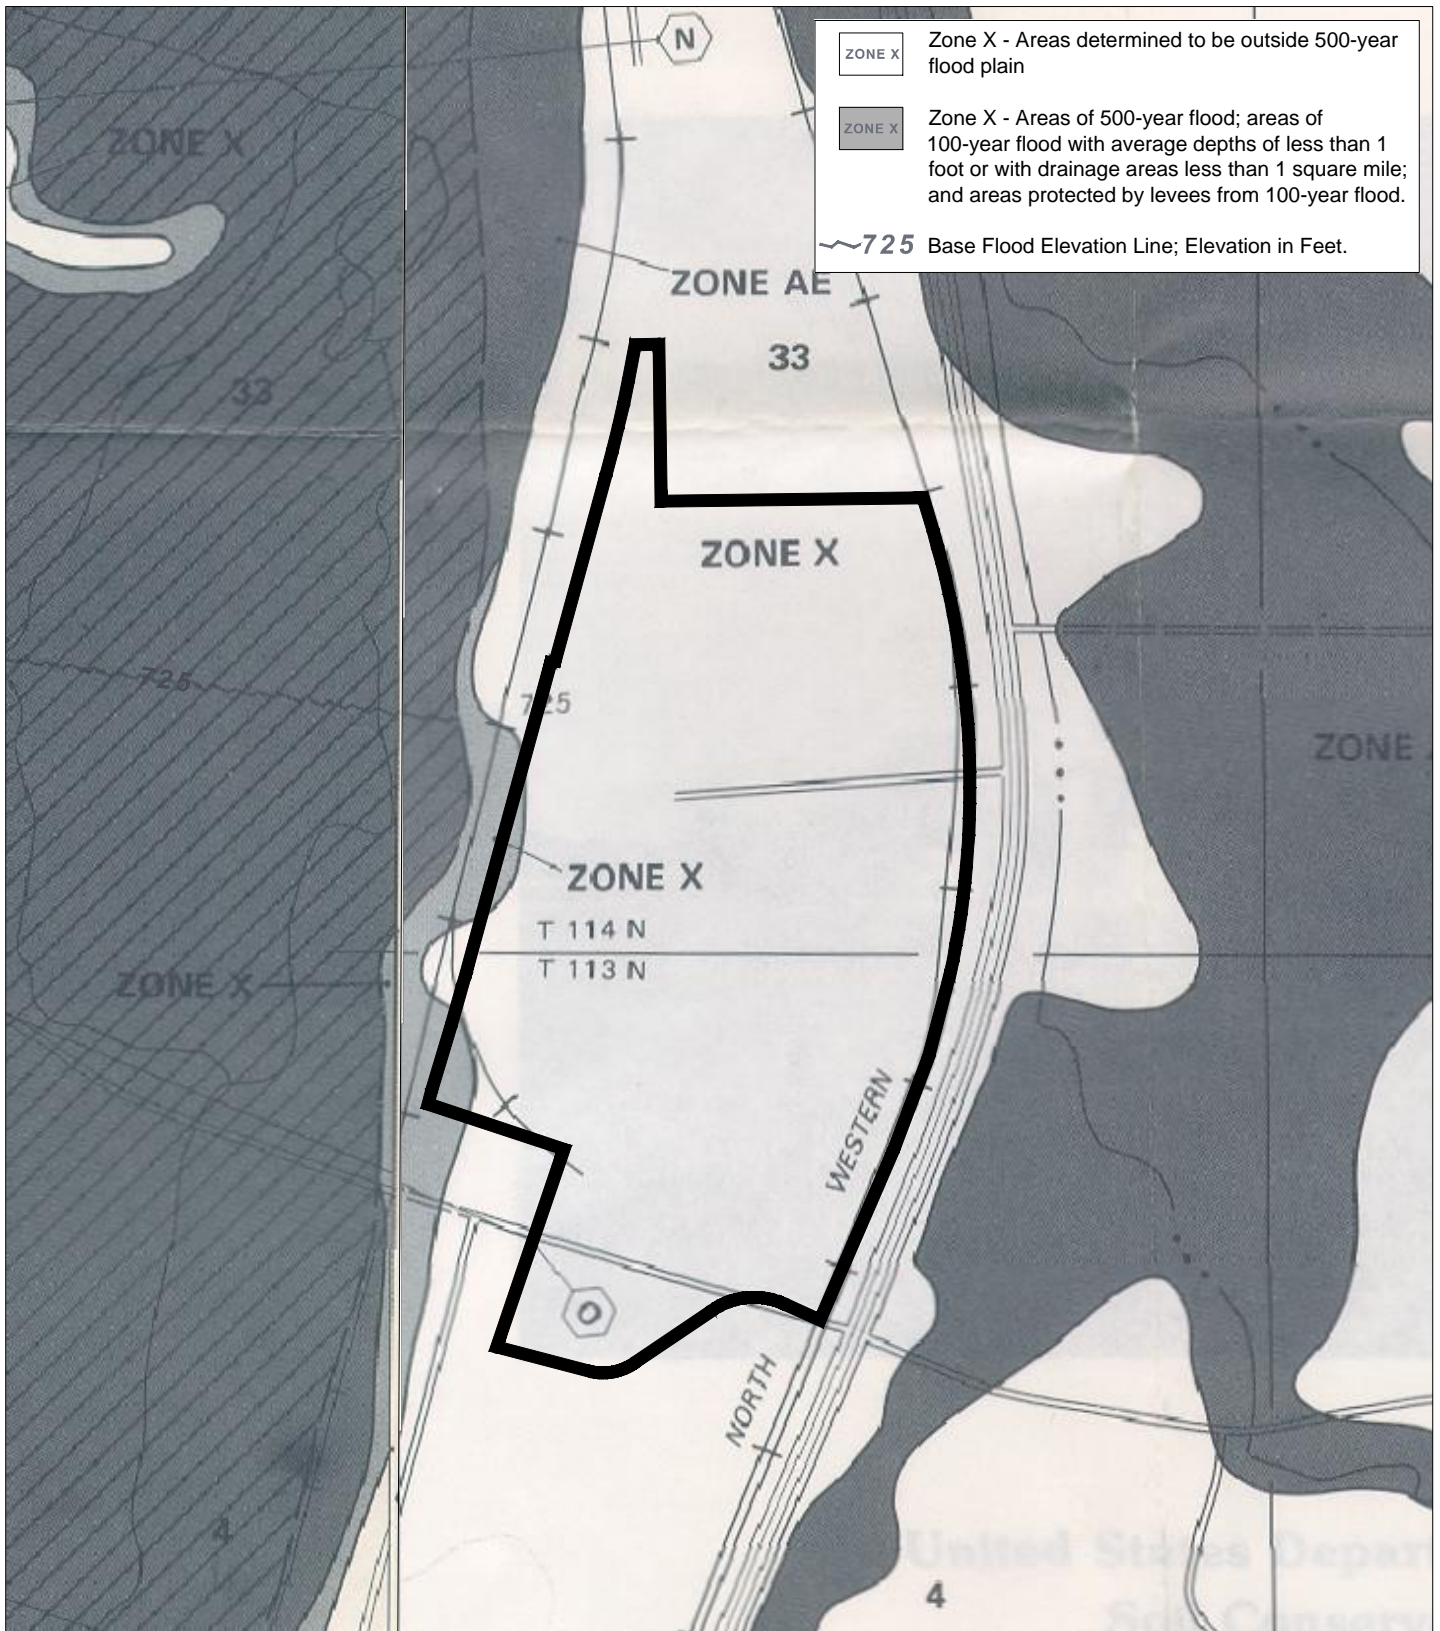 N
ZONE X
Zone X - Areas determined to be outside 500-year
flood plain
ZONE X
Zone X - Areas of 500-year flood; areas of
100-year flood with average depths of less than 1
foot or with drainage areas less than 1 square mile;
and areas protected by levees from 100-year flood.
725
Base Flood Elevation Line; Elevation in Feet.
ZONE X
ZONE AE
33
33
ZONE X
725
725
ZONE
ZONE X
T 114 N
T 113 N
ZONE X
WESTERN
O
NORTH
4
United States Depar
4
Soil Conserv